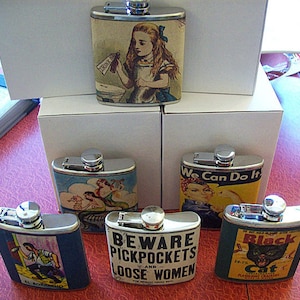 We Can Do It!
BEWARE
PICKPOCKETS
AND
LOOSE WOMEN
Black
Cat